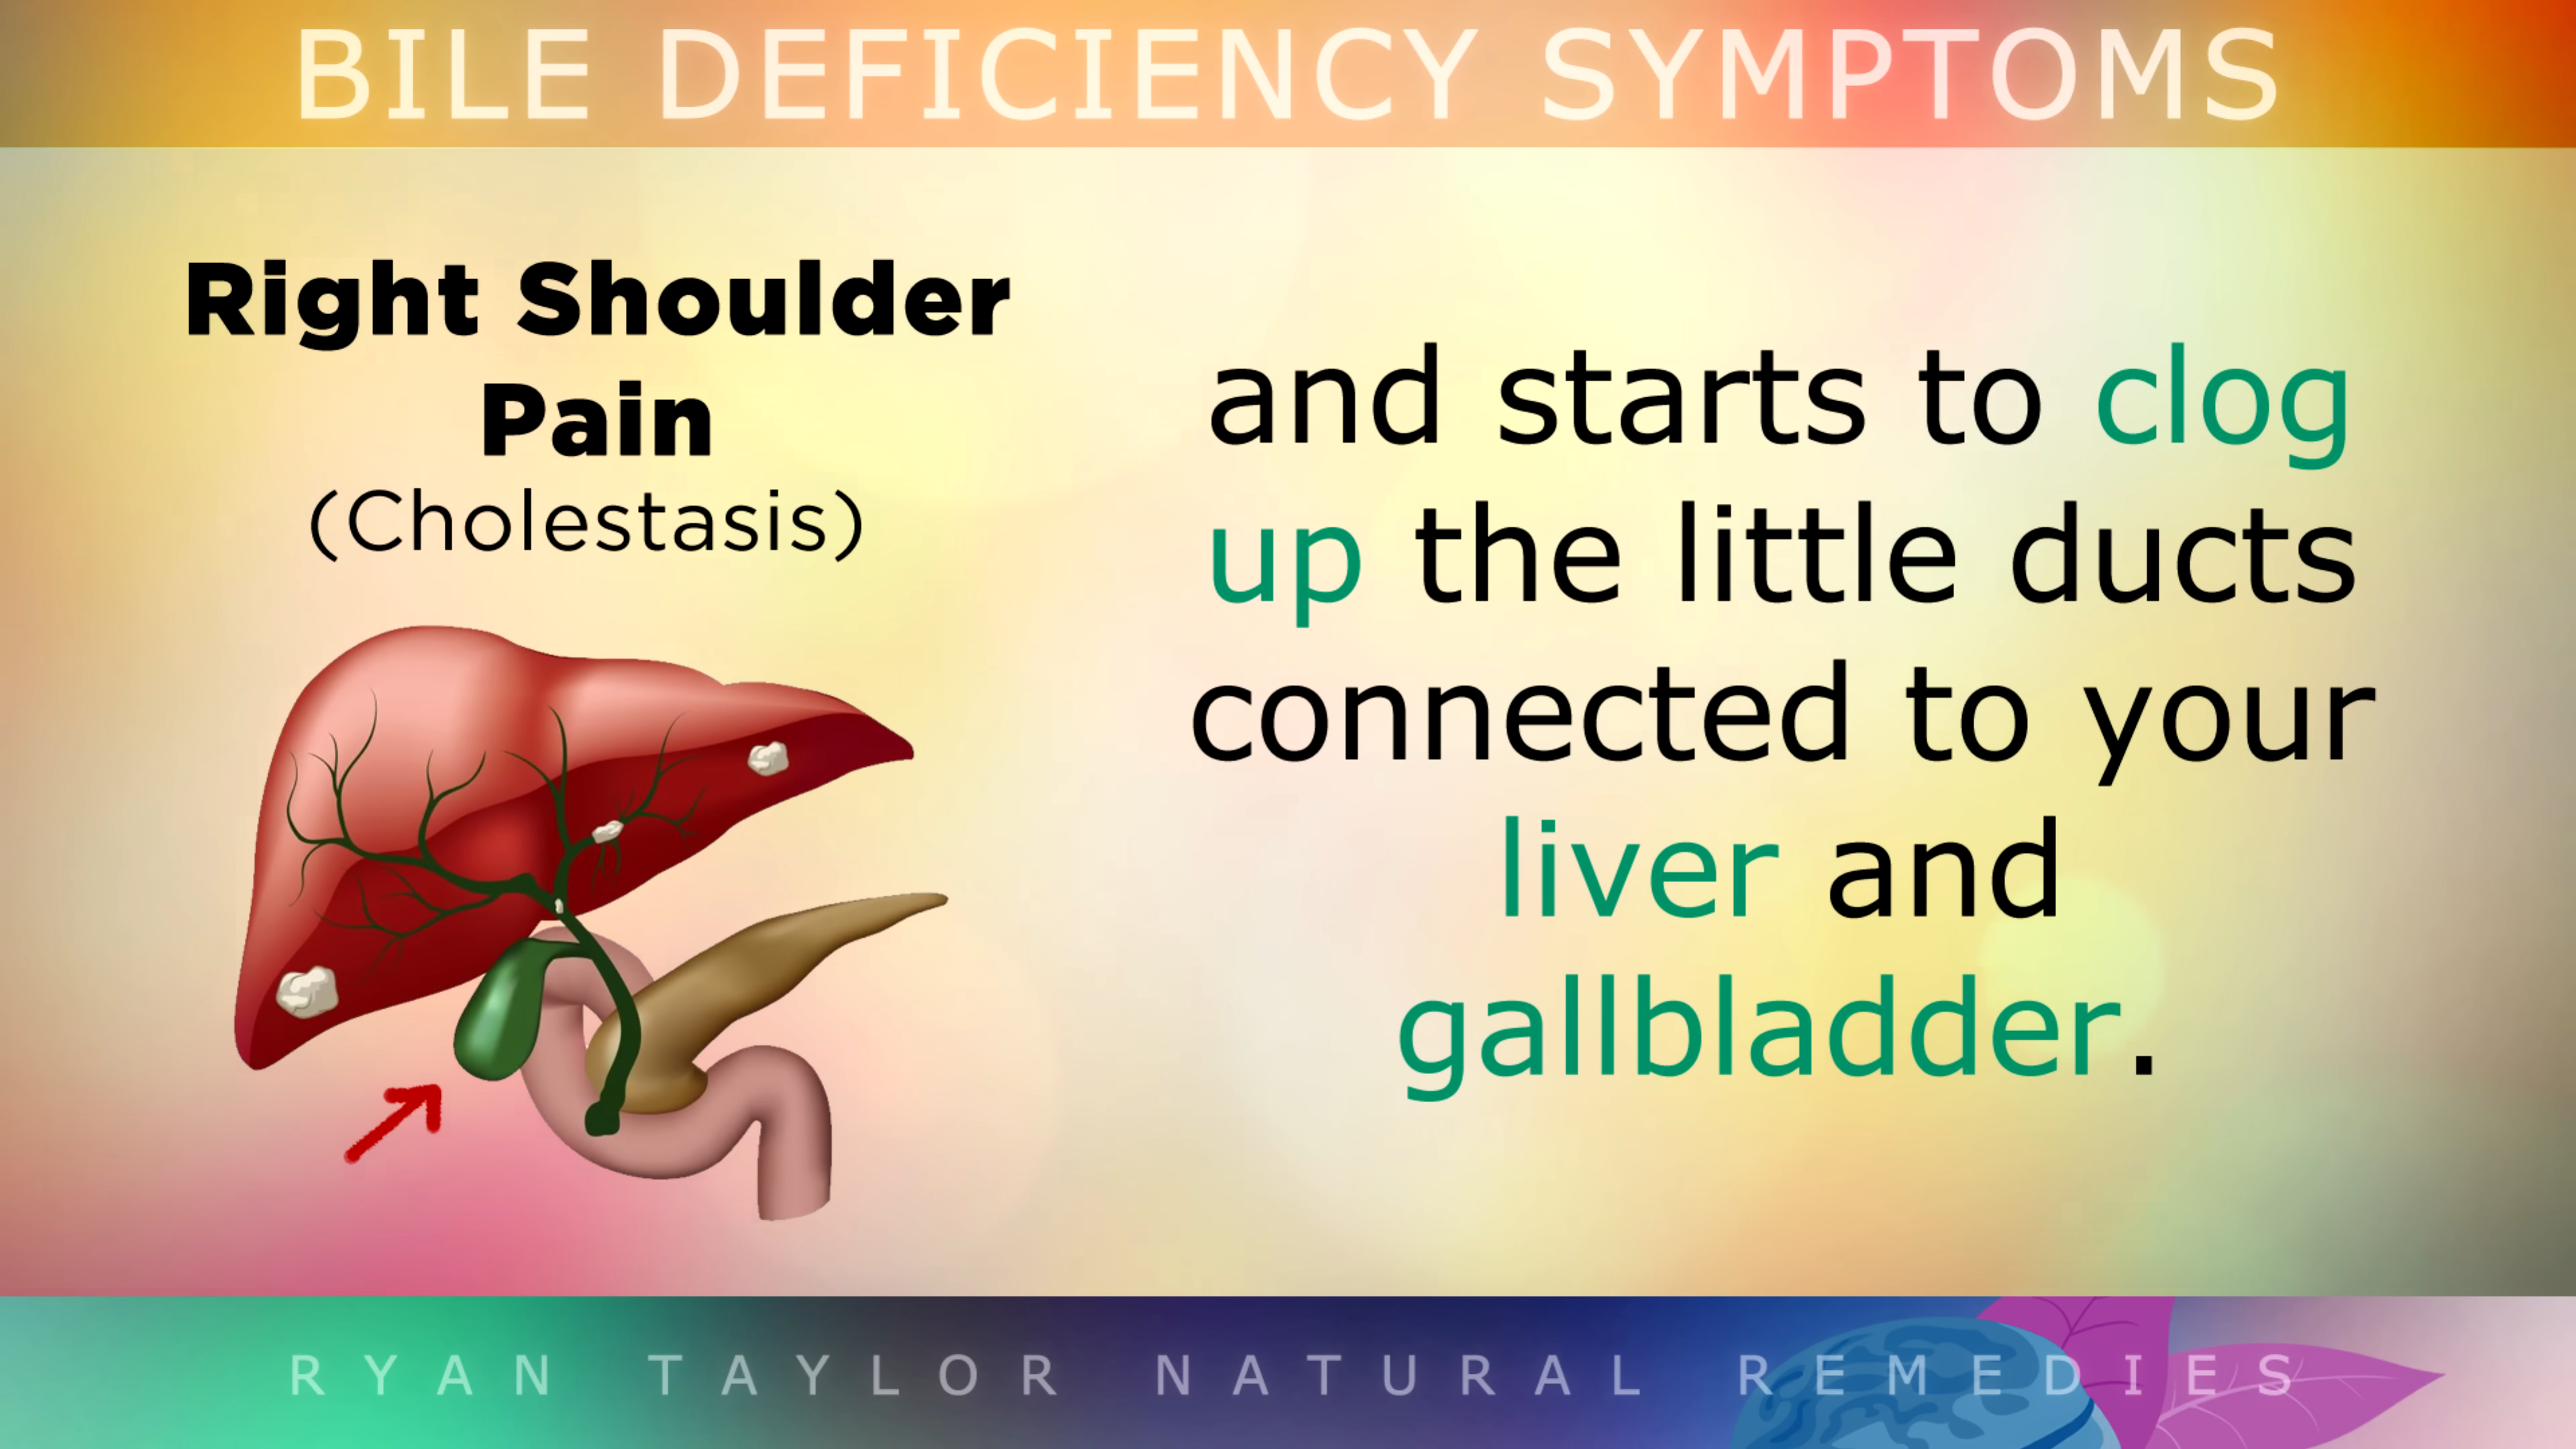 BILE DEFICIENCY SYMPTOMS
Right Shoulder
Pain
(Cholestasis)
and starts to clog
up the little ducts
connected to your
liver and
gallbladder.
RYAN TAYLOR NATURAL REMEDIES